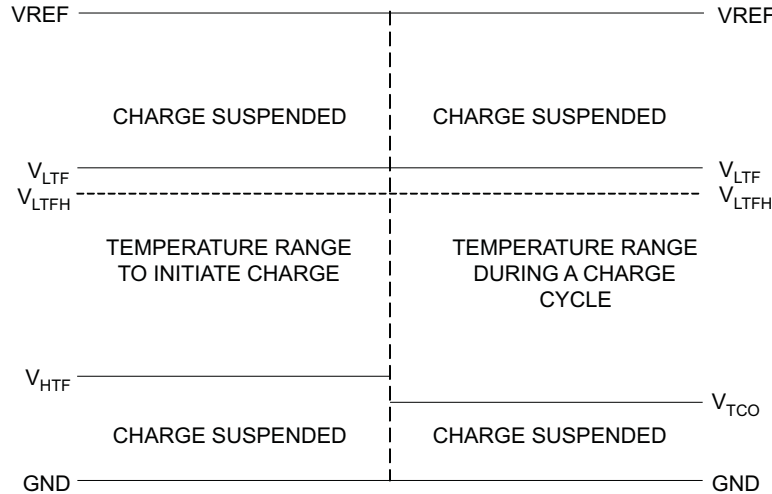 VREF VREF
CHARGE SUSPENDED CHARGE SUSPENDED
VLTF VLTF
VLTFH VLTFH
TEMPERATURE RANGE
TO INITIATE CHARGE
TEMPERATURE RANGE
DURING A CHARGE
CYCLE
VHTF
VTCO
CHARGE SUSPENDED CHARGE SUSPENDED
GND GND